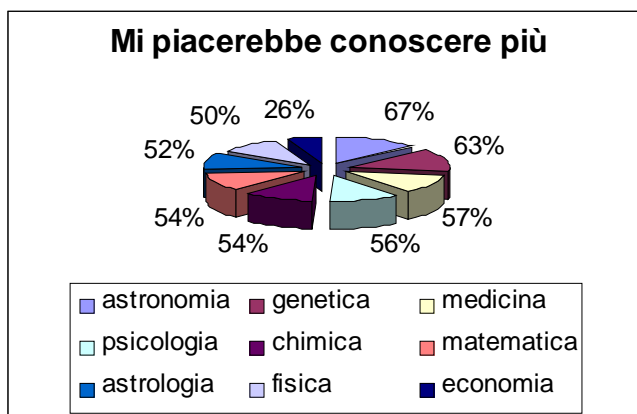 Mi piacerebbe conoscere più
50% 26% 67%
52% 63%
54% 57%
54% 56%
astronomia genetica medicina
psicologia chimica matematica
astrologia fisica economia